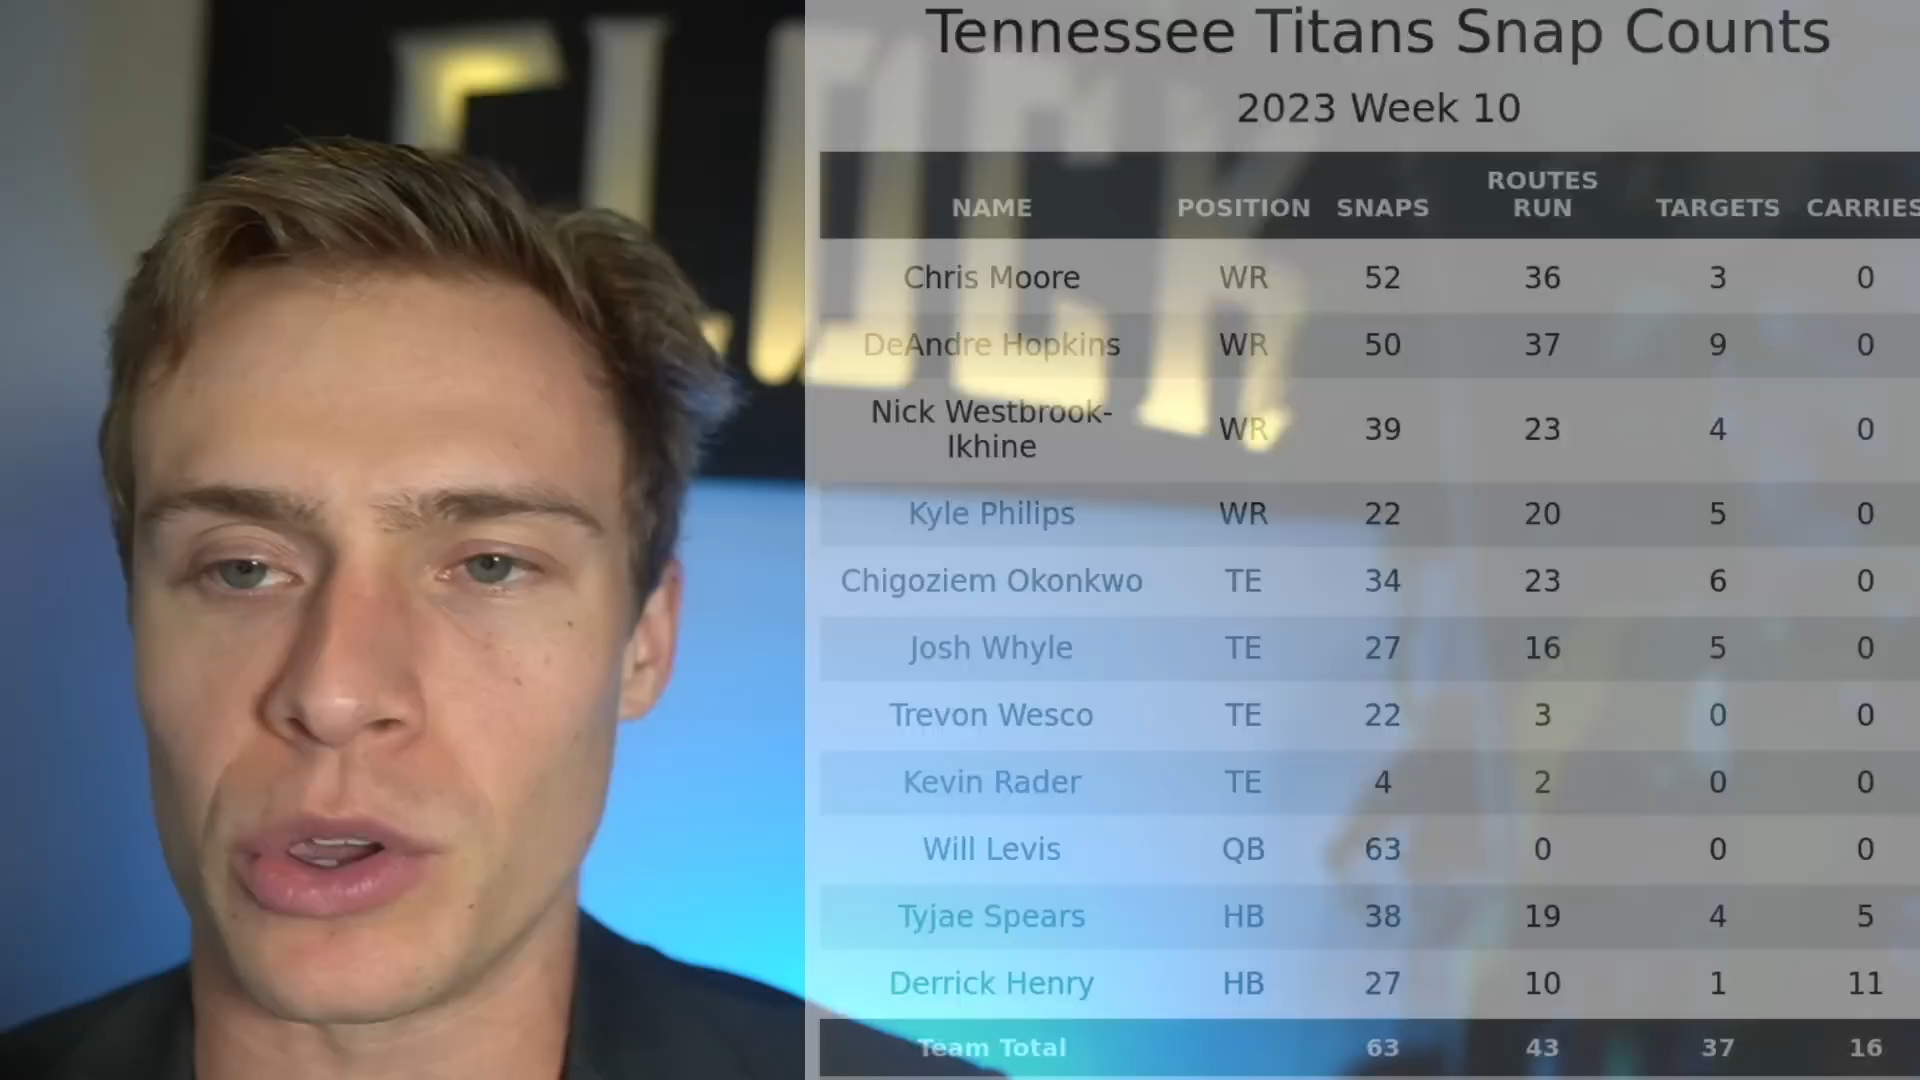 FLOCK
Tennessee Titans Snap Counts
2023 Week 10
NAME POSITION SNAPS ROUTES RUN TARGETS CARRIES
Chris Moore WR 52 36 3 0
DeAndre Hopkins WR 50 37 9 0
Nick Westbrook-
Ikhine WR 39 23 4 0
Kyle Philips WR 22 20 5 0
Chigoziem Okonkwo TE 34 23 6 0
Josh Whyle TE 27 16 5 0
Trevon Wesco TE 22 3 0 0
Kevin Rader TE 4 2 0 0
Will Levis QB 63 0 0 0
Tyjae Spears HB 38 19 4 5
Derrick Henry HB 27 10 1 11
Team Total 63 43 37 16